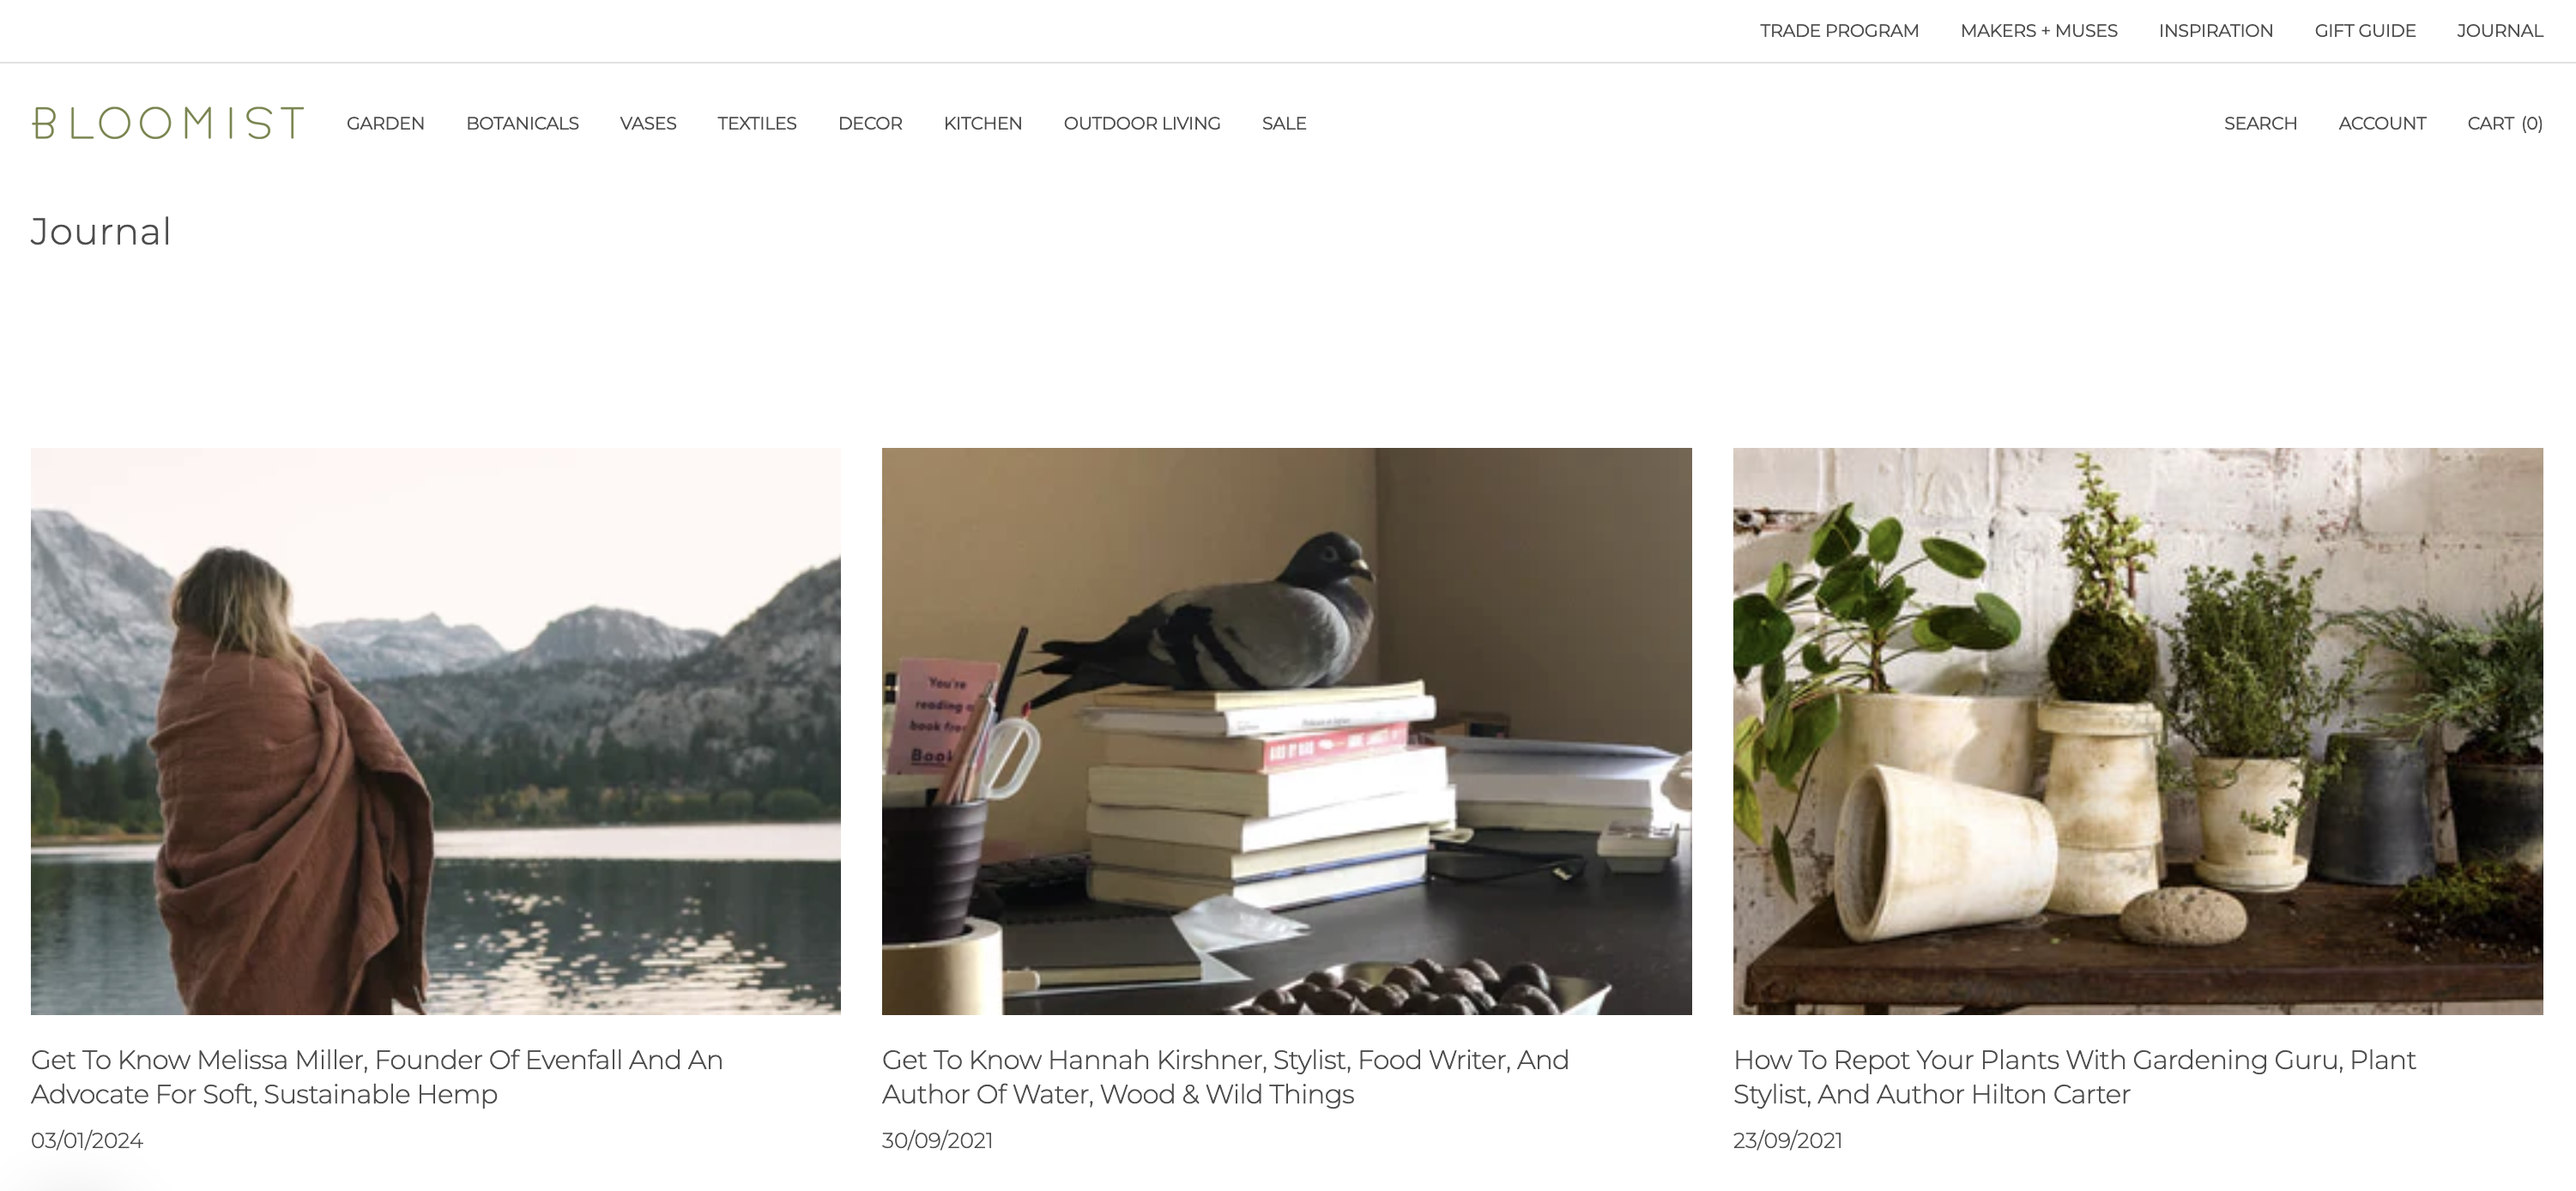 TRADE PROGRAM MAKERS + MUSES INSPIRATION GIFT GUIDE JOURNAL
BLOOMIST GARDEN BOTANICALS VASES TEXTILES DECOR KITCHEN OUTDOOR LIVING SALE SEARCH ACCOUNT CART (0)
Journal
You're
reading a
book from
Book
BIRD BY BIRD
Get To Know Melissa Miller, Founder Of Evenfall And An
Advocate For Soft, Sustainable Hemp
03/01/2024
Get To Know Hannah Kirshner, Stylist, Food Writer, And
Author Of Water, Wood & Wild Things
30/09/2021
How To Repot Your Plants With Gardening Guru, Plant
Stylist, And Author Hilton Carter
23/09/2021